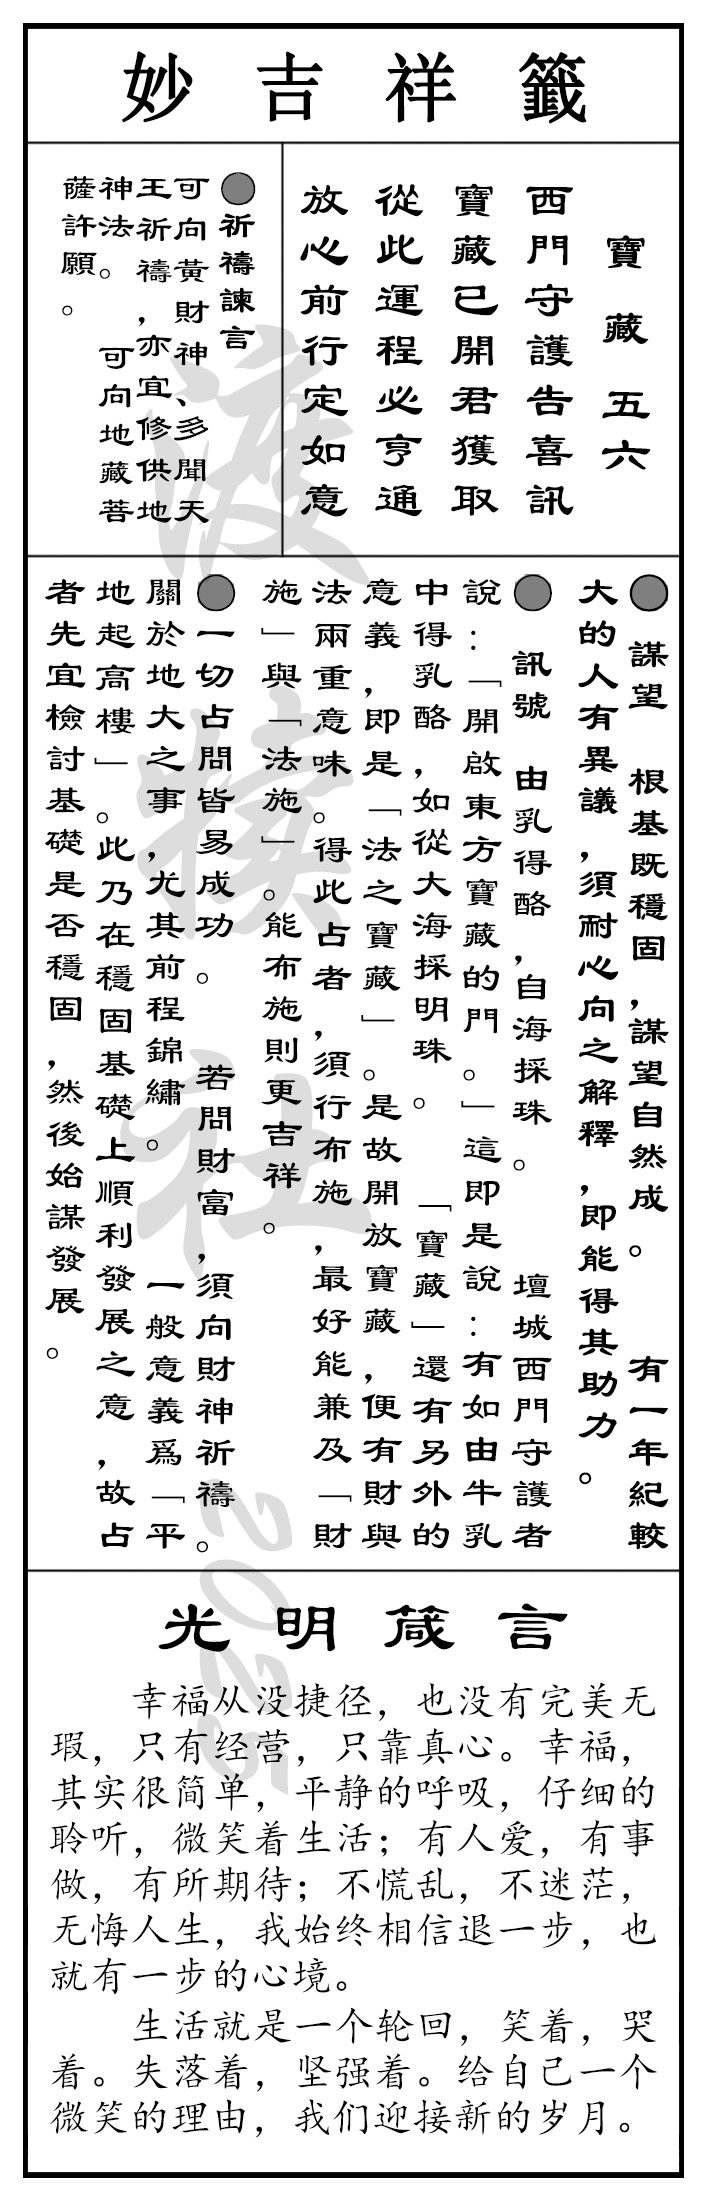 妙吉祥籤
寶藏 五六
西門守護告喜訊
寶藏已開君獲取
從此運程必亨通
放心前行定如意
●祈禱諫言
可向黃財神、多聞天
王祈禱，亦宜修供地
神法。 可向地藏菩
薩許願。
●謀望 根基既穩固，謀望自然成。 有一年紀較
大的人有異議，須耐心向之解釋，即能得其助力。
●訊號 由乳得酪，自海採珠。 壇城西門守護者
說：「開啟東方寶藏的門。」這即是說：有如由牛乳
中得乳酪，如從大海採明珠。 「寶藏」還有另外的
意義，即是「法之寶藏」。是故開放寶藏，便有財與
法兩重意味。得此占者，須行布施，最好能兼及「財
施」與「法施」。能布施則更吉祥。
●一切占問皆易成功。 若問財富，須向財神祈禱。
關於地大之事，尤其前程錦繡。 一般意義爲「平
地起高樓」。此乃在穩固基礎上順利發展之意，故占
者先宜檢討基礎是否穩固，然後始謀發展。
光明箴言
幸福从没捷径，也没有完美无
瑕，只有经营，只靠真心。幸福，
其实很简单，平静的呼吸，仔细的
聆听，微笑着生活；有人爱，有事
做，有所期待；不慌乱，不迷茫，
无悔人生，我始终相信退一步，也
就有一步的心境。
生活就是一个轮回，笑着，哭
着。失落着，坚强着。给自己一个
微笑的理由，我们迎接新的岁月。
2025